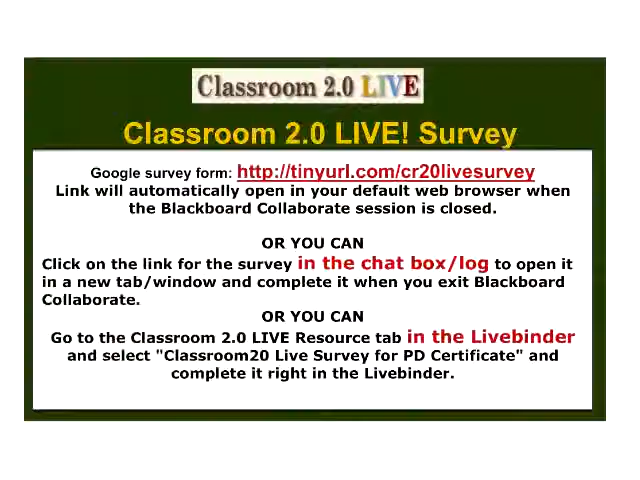 Classroom 2.0 LIVE
Classroom 2.0 LIVE! Survey
Google survey form: http://tinyurl.com/cr20livesurvey
Link will automatically open in your default web browser when
the Blackboard Collaborate session is closed.
OR YOU CAN
Click on the link for the survey in the chat box/log to open it
in a new tab/window and complete it when you exit Blackboard
Collaborate.
OR YOU CAN
Go to the Classroom 2.0 LIVE Resource tab in the Livebinder
and select "Classroom20 Live Survey for PD Certificate" and
complete it right in the Livebinder.